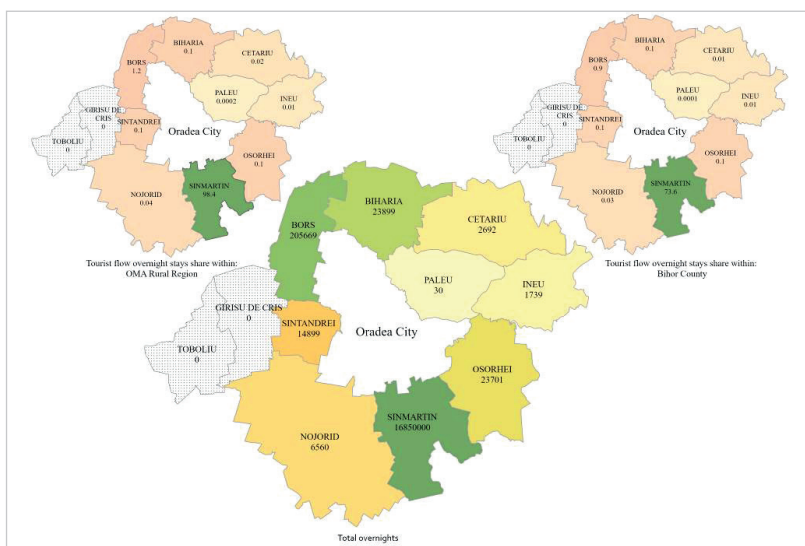 BIHARIA
0.1
CETARIU
0.02
BORS
1.2
PALEU
0.0002
INEU
0.01
GIRISU DE CRIS
0
SINTANDREI
0.1
Oradea City
TOBOLIU
0
OSORHEI
0.1
NOJORID
0.04
SINMARTIN
98.4
Tourist flow overnight stays share within:
OMA Rural Region
BIHARIA
0.1
CETARIU
0.01
BORS
0.9
PALEU
0.0001
INEU
0.01
GIRISU DE CRIS
0
SINTANDREI
0.1
Oradea City
TOBOLIU
0
OSORHEI
0.1
NOJORID
0.03
SINMARTIN
73.6
Tourist flow overnight stays share within:
Bihor County
BIHARIA
23899
CETARIU
2692
BORS
205669
PALEU
30
INEU
1739
GIRISU DE CRIS
0
SINTANDREI
14899
Oradea City
TOBOLIU
0
OSORHEI
23701
SINMARTIN
16850000
NOJORID
6560
Total overnights